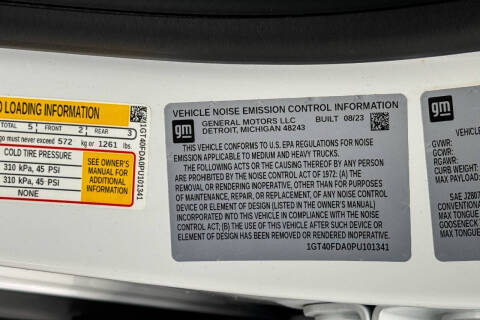 LOADING INFORMATION
TOTAL 5 FRONT 2 REAR 3
go must never exceed 572 kg or 1261 lbs.
COLD TIRE PRESSURE
310 kPa, 45 PSI
310 kPa, 45 PSI
NONE
SEE OWNER'S
MANUAL FOR
ADDITIONAL
INFORMATION
1GT40FDA0PU101341
VEHICLE NOISE EMISSION CONTROL INFORMATION
gm
GENERAL MOTORS LLC BUILT 08/23
DETROIT, MICHIGAN 48243
THIS VEHICLE CONFORMS TO U.S. EPA REGULATIONS FOR NOISE
EMISSION APPLICABLE TO MEDIUM AND HEAVY TRUCKS.
THE FOLLOWING ACTS OR THE CAUSING THEREOF BY ANY PERSON
ARE PROHIBITED BY THE NOISE CONTROL ACT OF 1972: (A) THE
REMOVAL OR RENDERING INOPERATIVE, OTHER THAN FOR PURPOSES
OF MAINTENANCE, REPAIR, OR REPLACEMENT, OF ANY NOISE CONTROL
DEVICE OR ELEMENT OF DESIGN (LISTED IN THE OWNER'S MANUAL)
INCORPORATED INTO THIS VEHICLE IN COMPLIANCE WITH THE NOISE
CONTROL ACT, (B) THE USE OF THIS VEHICLE AFTER SUCH DEVICE OR
ELEMENT OF DESIGN HAS BEEN REMOVED OR RENDERED INOPERATIVE.
1GT40FDA0PU101341
gm
GVWR:
GCWR:
RGAWR:
CURB WEIGHT:
MAX PAYLOAD:
SAE J2807
CONVENTIONAL
MAX TONGUE
GOOSENECK
MAX TONGUE